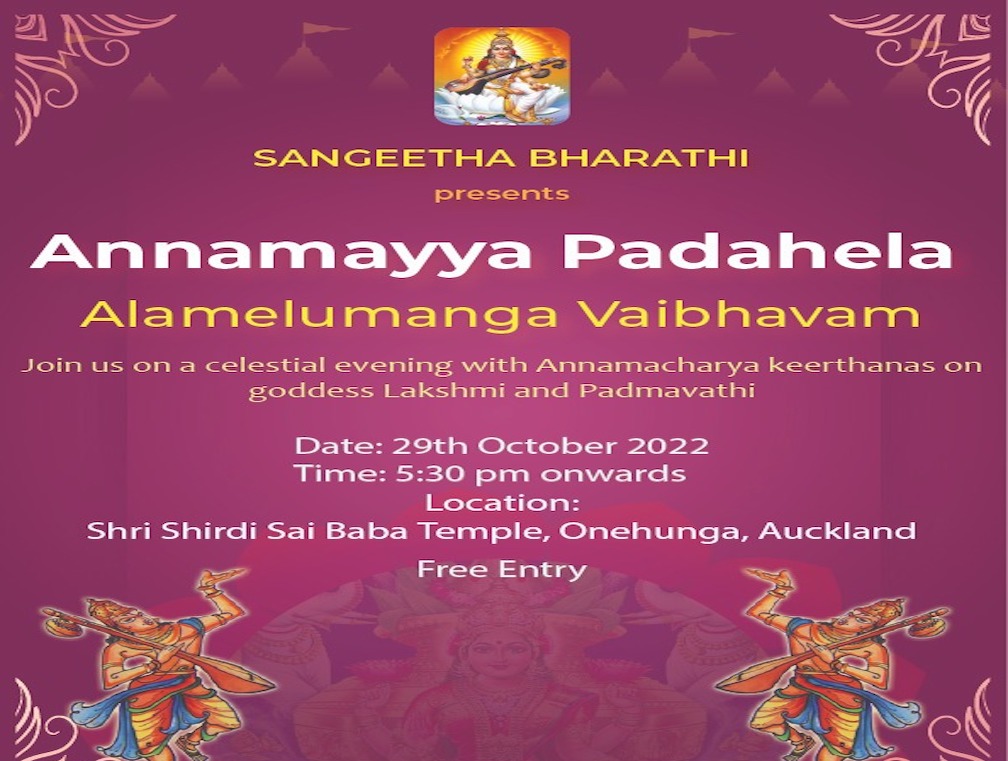 SANGEETHA BHARATHI
presents
Annamayya Padahela
Alamelumanga Vaibhavam
Join us on a celestial evening with Annamacharya keerthanas on
goddess Lakshmi and Padmavathi
Date: 29th October 2022
Time: 5:30 pm onwards
Location:
Shri Shirdi Sai Baba Temple, Onehunga, Auckland
Free Entry